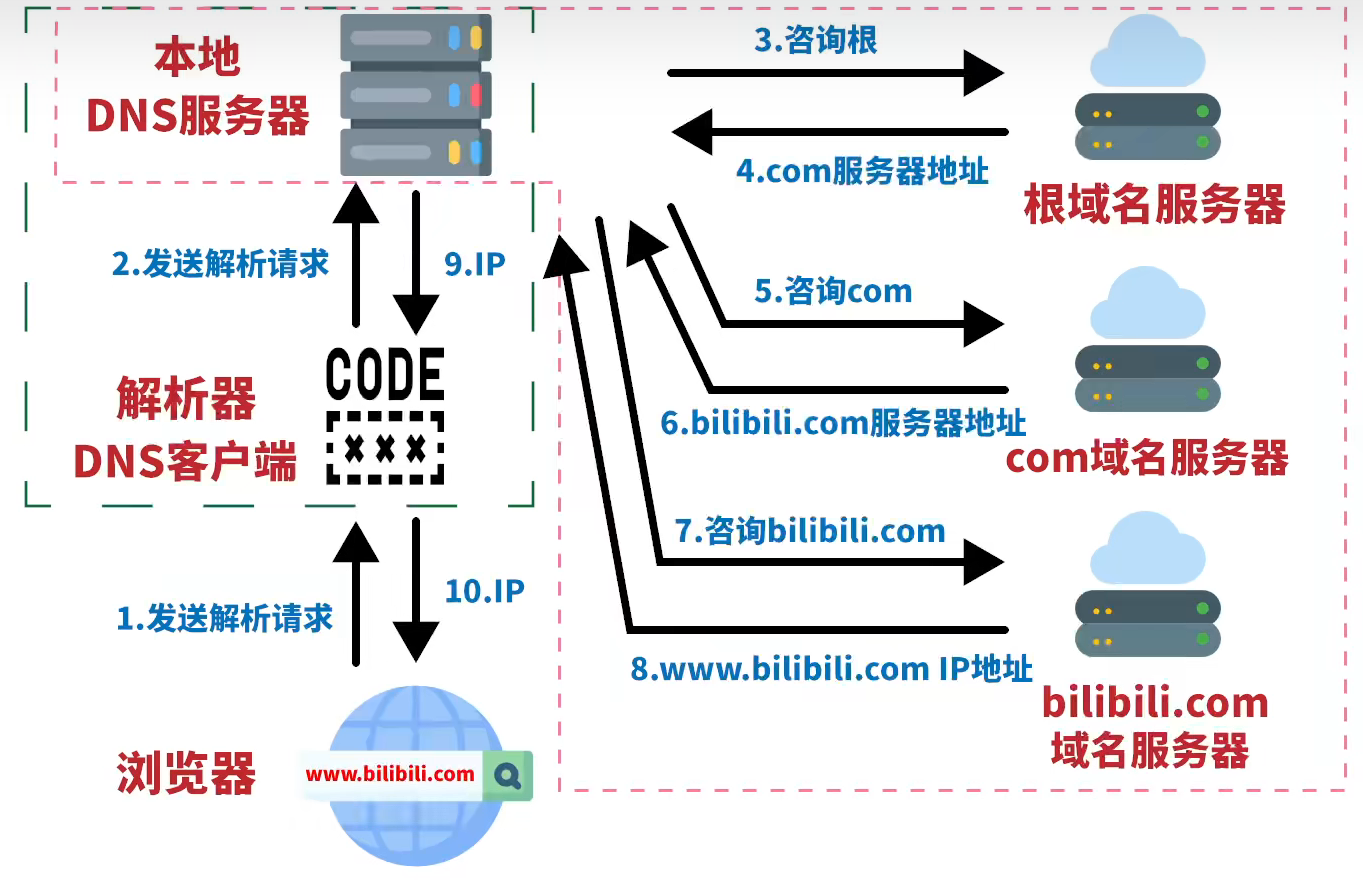 本地
DNS服务器
3.咨询根
4.com服务器地址
根域名服务器
2.发送解析请求
9.IP
5.咨询com
CODE
解析器
DNS客户端
6.bilibili.com服务器地址
com域名服务器
7.咨询bilibili.com
1.发送解析请求
10.IP
8.www.bilibili.com IP地址
bilibili.com
域名服务器
浏览器
www.bilibili.com